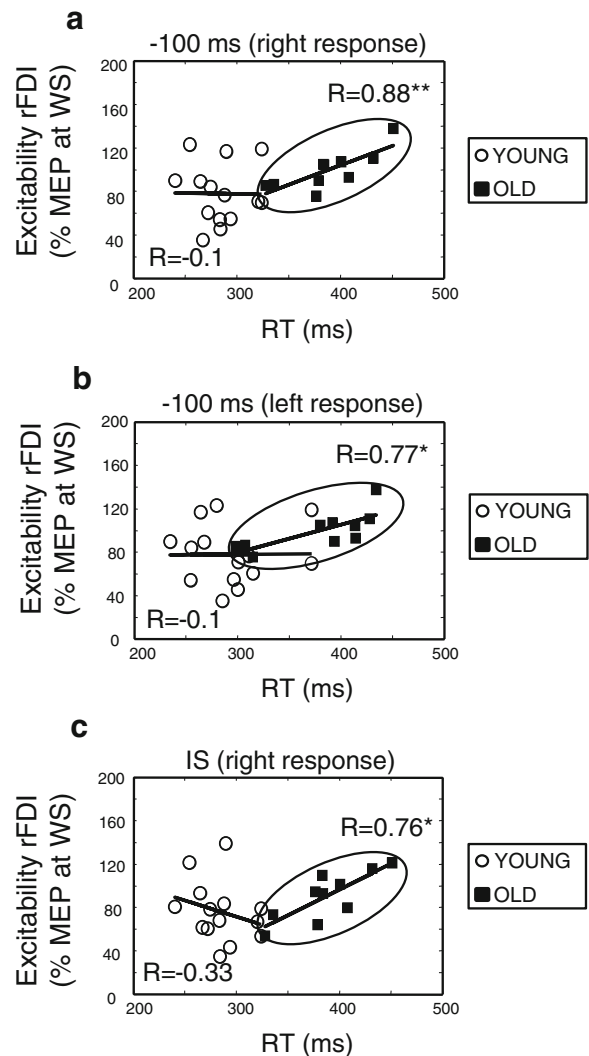 a
-100 ms (right response)
Excitability rFDI
(% MEP at WS)
200
160
120
80
40
0
R=0.88**
R=-0.1
200 300 400 500
RT (ms)
YOUNG
OLD
b
-100 ms (left response)
Excitability rFDI
(% MEP at WS)
200
160
120
80
40
0
R=0.77*
R=-0.1
200 300 400 500
RT (ms)
YOUNG
OLD
c
IS (right response)
Excitability rFDI
(% MEP at WS)
200
160
120
80
40
0
R=0.76*
R=-0.33
200 300 400 500
RT (ms)
YOUNG
OLD